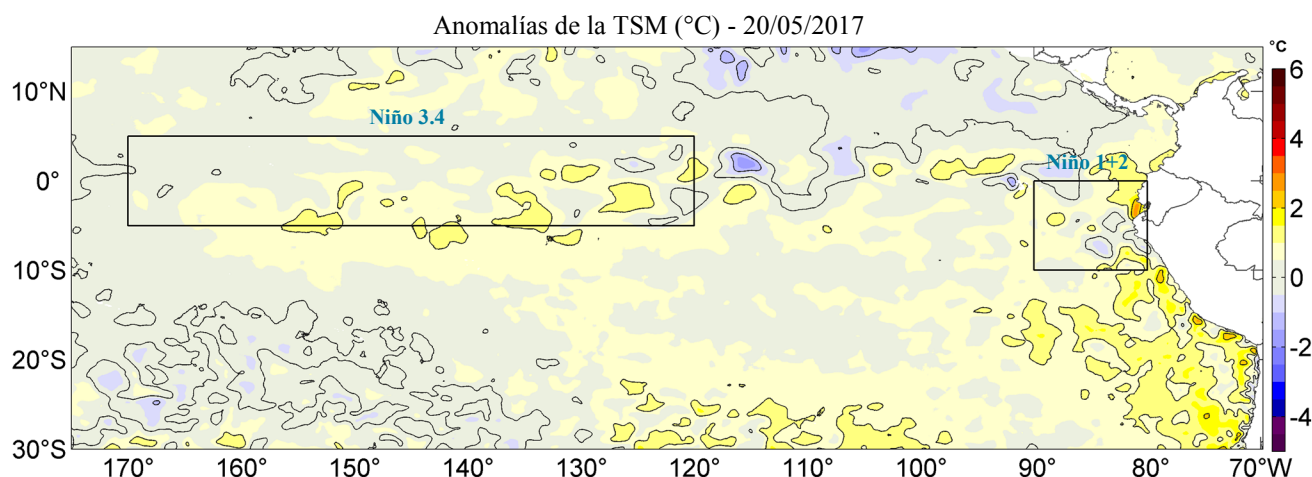 Anomalías de la TSM (°C) - 20/05/2017
°C
6
4
2
0
-2
-4
10°N
0°
10°S
20°S
30°S
Niño 3.4
Niño 1+2
170° 160° 150° 140° 130° 120° 110° 100° 90° 80° 70°W